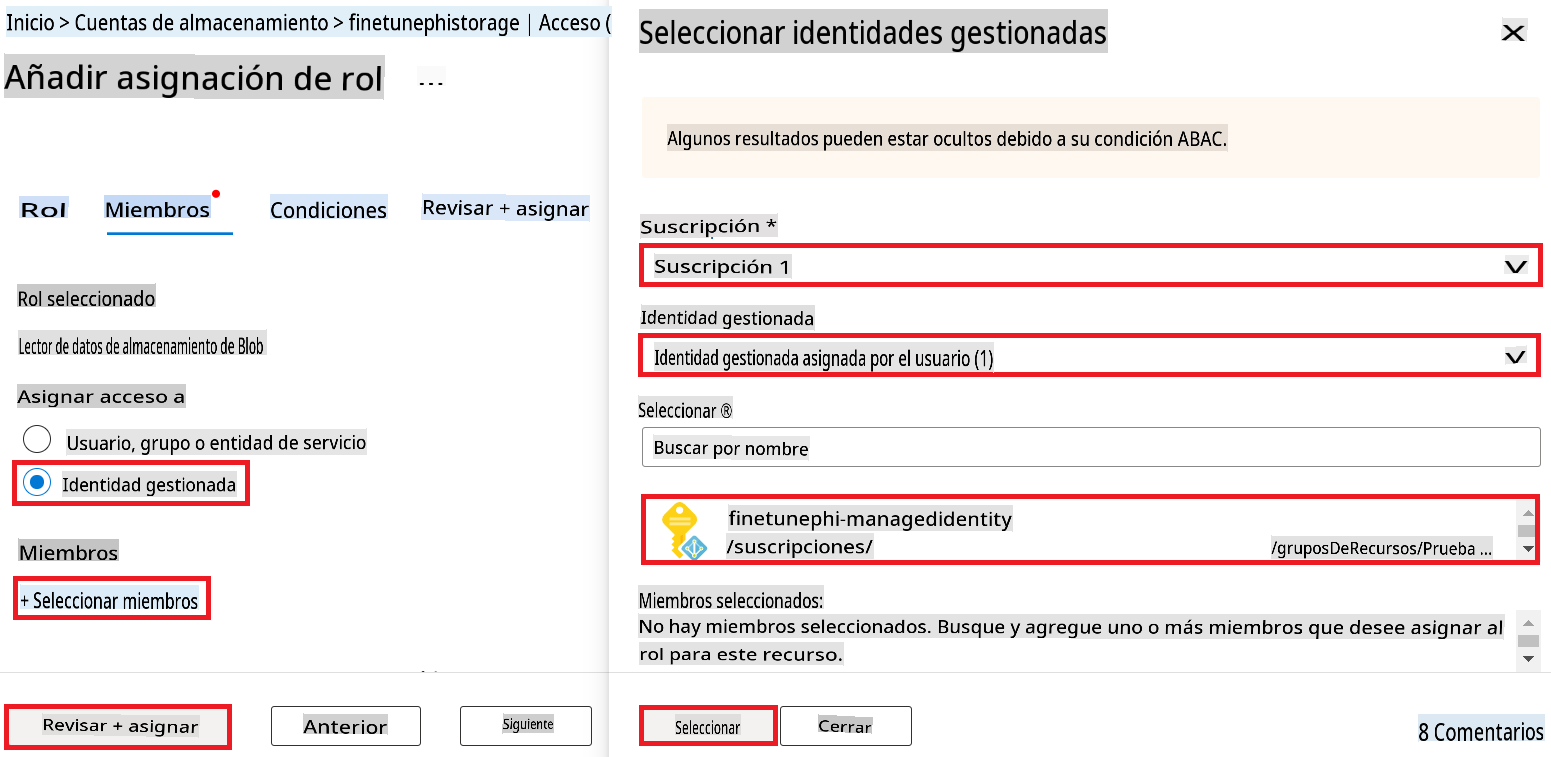 Inicio > Cuentas de almacenamiento > finetunephistorage | Acceso (
Añadir asignación de rol
...
Rol
Miembros
Condiciones
Revisar + asignar
Rol seleccionado
Lector de datos de almacenamiento de Blob
Asignar acceso a
Usuario, grupo o entidad de servicio
Identidad gestionada
Miembros
+ Seleccionar miembros
Revisar + asignar
Anterior
Siguiente
Seleccionar identidades gestionadas
Algunos resultados pueden estar ocultos debido a su condición ABAC.
Suscripción *
Suscripción 1
Identidad gestionada
Identidad gestionada asignada por el usuario (1)
Seleccionar ®
Buscar por nombre
finetunephi-managedidentity
/suscripciones/ /gruposDeRecursos/Prueba ...
Miembros seleccionados:
No hay miembros seleccionados. Busque y agregue uno o más miembros que desee asignar al
rol para este recurso.
Seleccionar
Cerrar
8 Comentarios